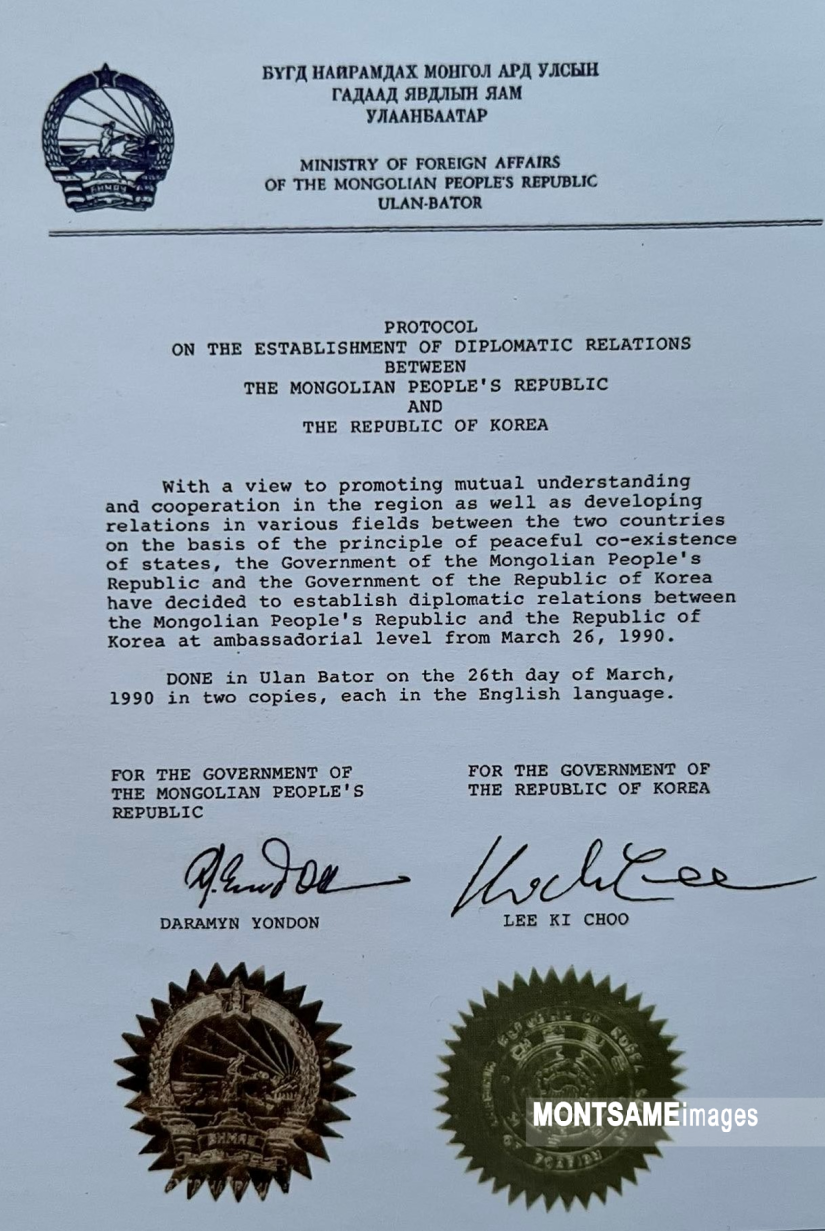 БҮГД НАЙРАМДАХ МОНГОЛ АРД УЛСЫН
ГАДААД ЯВДЛЫН ЯАМ
УЛААНБААТАР
MINISTRY OF FOREIGN AFFAIRS
OF THE MONGOLIAN PEOPLE'S REPUBLIC
ULAN-BATOR
БНМАУ
PROTOCOL
ON THE ESTABLISHMENT OF DIPLOMATIC RELATIONS
BETWEEN
THE MONGOLIAN PEOPLE'S REPUBLIC
AND
THE REPUBLIC OF KOREA
With a view to promoting mutual understanding
and cooperation in the region as well as developing
relations in various fields between the two countries
on the basis of the principle of peaceful co-existence
of states, the Government of the Mongolian People's
Republic and the Government of the Republic of Korea
have decided to establish diplomatic relations between
the Mongolian People's Republic and the Republic of
Korea at ambassadorial level from March 26, 1990.
DONE in Ulan Bator on the 26th day of March,
1990 in two copies, each in the English language.
FOR THE GOVERNMENT OF
THE MONGOLIAN PEOPLE'S
REPUBLIC
FOR THE GOVERNMENT OF
THE REPUBLIC OF KOREA
DARAMYN YONDON
LEE KI CHOO
БНМАУ
MONTSAMEimages